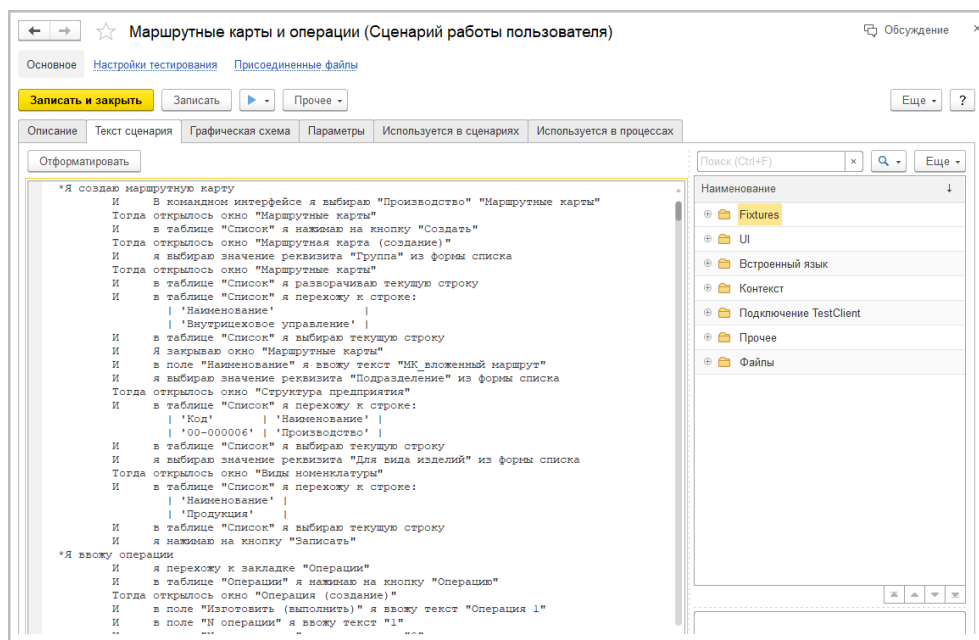 Маршрутные карты и операции (Сценарий работы пользователя)
Обсуждение
Основное Настройки тестирования Присоединенные файлы
Записать и закрыть Записать Прочее Еще ?
Описание Текст сценария Графическая схема Параметры Используется в сценариях Используется в процессах
Отформатировать
Поиск (Ctrl+F) × Еще
*Я создаю маршрутную карту
И В командном интерфейсе я выбираю "Производство" "Маршрутные карты"
Тогда открылось окно "Маршрутные карты"
И в таблице "Список" я нажимаю на кнопку "Создать"
Тогда открылось окно "Маршрутная карта (создание)"
И я выбираю значение реквизита "Группа" из формы списка
Тогда открылось окно "Маршрутные карты"
И в таблице "Список" я разворачиваю текущую строку
И в таблице "Список" я перехожу к строке:
| 'Наименование' |
| 'Внутрицеховое управление' |
И в таблице "Список" я выбираю текущую строку
И Я закрываю окно "Маршрутные карты"
И в поле "Наименование" я ввожу текст "МК_вложенный маршрут"
И я выбираю значение реквизита "Подразделение" из формы списка
Тогда открылось окно "Структура предприятия"
И в таблице "Список" я перехожу к строке:
| 'Код' | 'Наименование' |
| '00-000006' | 'Производство' |
И в таблице "Список" я выбираю текущую строку
И я выбираю значение реквизита "Для вида изделий" из формы списка
Тогда открылось окно "Виды номенклатуры"
И в таблице "Список" я перехожу к строке:
| 'Наименование' |
| 'Продукция' |
И в таблице "Список" я выбираю текущую строку
И я нажимаю на кнопку "Записать"
*Я ввожу операции
И я перехожу к закладке "Операции"
И в таблице "Операции" я нажимаю на кнопку "Операцию"
Тогда открылось окно "Операция (создание)"
И в поле "Изготовить (выполнить)" я ввожу текст "Операция 1"
И в поле "N операции" я ввожу текст "1"
Наименование ↓
Fixtures
UI
Встроенный язык
Контекст
Подключение TestClient
Прочее
Файлы